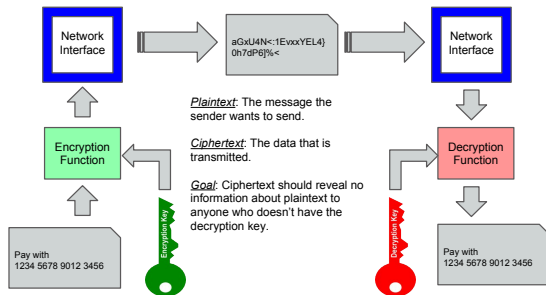 Network
Interface
aGxU4N<:1EvxxYEL4}
0h7dP6]%<
Network
Interface
Plaintext: The message the
sender wants to send.
Ciphertext: The data that is
transmitted.
Goal: Ciphertext should reveal no
information about plaintext to
anyone who doesn't have the
decryption key.
Encryption
Function
Decryption
Function
Encryption Key
Decryption Key
Pay with
1234 5678 9012 3456
Pay with
1234 5678 9012 3456